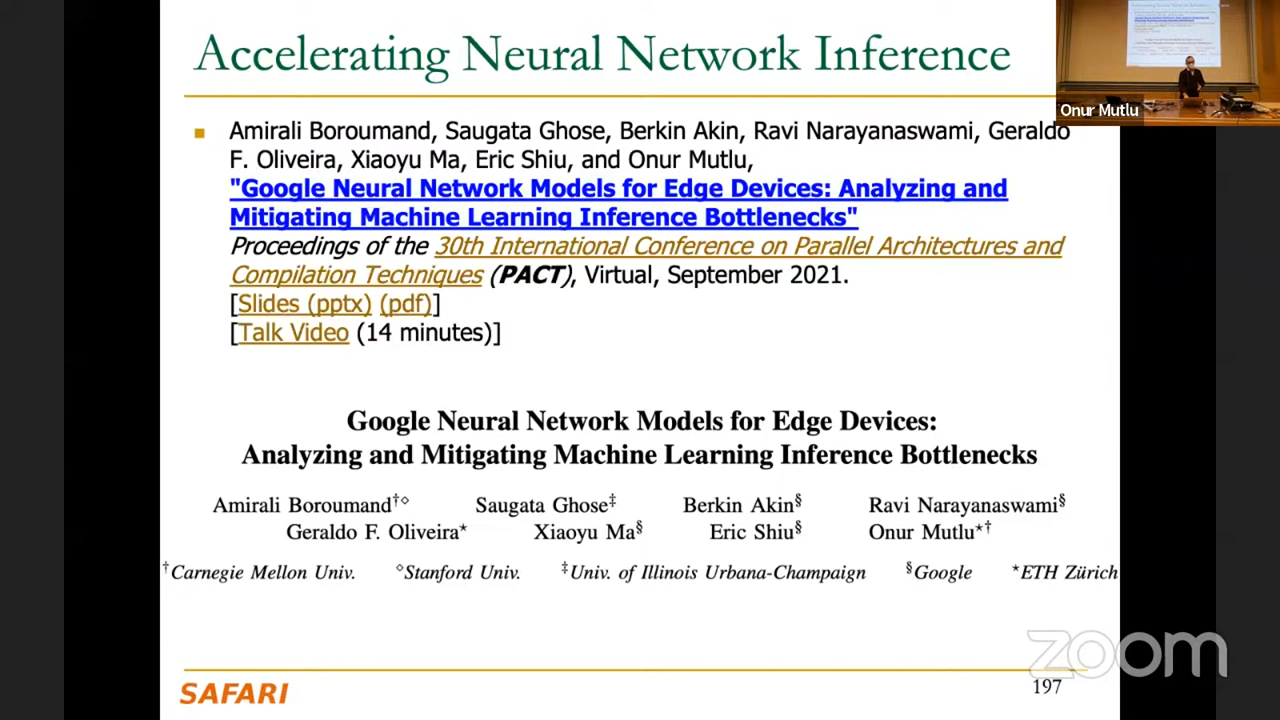 Accelerating Neural Network Inference
Onur Mutlu
Amirali Boroumand, Saugata Ghose, Berkin Akin, Ravi Narayanaswami, Geraldo
F. Oliveira, Xiaoyu Ma, Eric Shiu, and Onur Mutlu,
"Google Neural Network Models for Edge Devices: Analyzing and
Mitigating Machine Learning Inference Bottlenecks"
Proceedings of the 30th International Conference on Parallel Architectures and
Compilation Techniques (PACT), Virtual, September 2021.
[Slides (pptx) (pdf)]
[Talk Video (14 minutes)]
Google Neural Network Models for Edge Devices:
Analyzing and Mitigating Machine Learning Inference Bottlenecks
Amirali Boroumand†⋄ Saugata Ghose‡ Berkin Akin§ Ravi Narayanaswami§
Geraldo F. Oliveira⋆ Xiaoyu Ma§ Eric Shiu§ Onur Mutlu⋆†
†Carnegie Mellon Univ. ⋄Stanford Univ. ‡Univ. of Illinois Urbana-Champaign §Google ⋆ETH Zürich
zoom
SAFARI
197